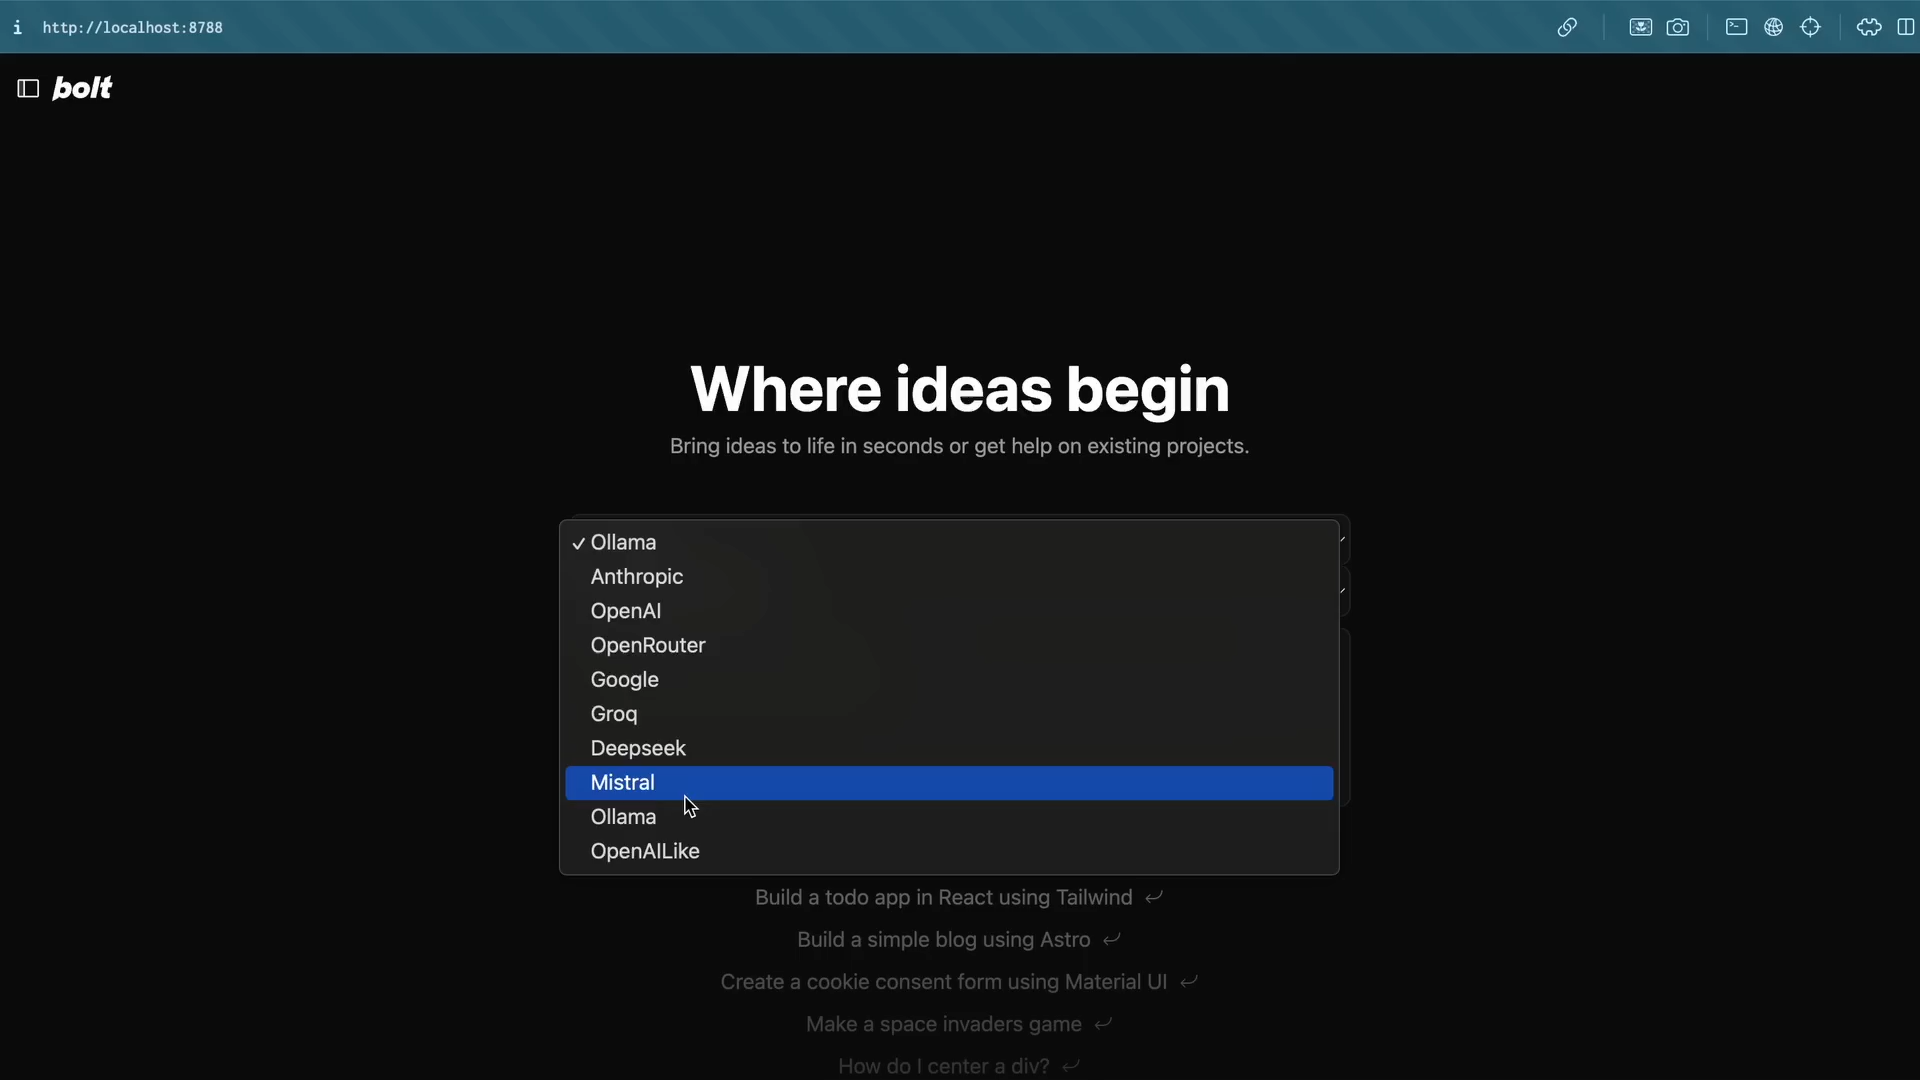 http://localhost:8788
bolt
Where ideas begin
Bring ideas to life in seconds or get help on existing projects.
✓ Ollama
Anthropic
OpenAI
OpenRouter
Google
Groq
Deepseek
Mistral
Ollama
OpenAILike
Build a todo app in React using Tailwind
Build a simple blog using Astro
Create a cookie consent form using Material UI
Make a space invaders game
How do I center a div?